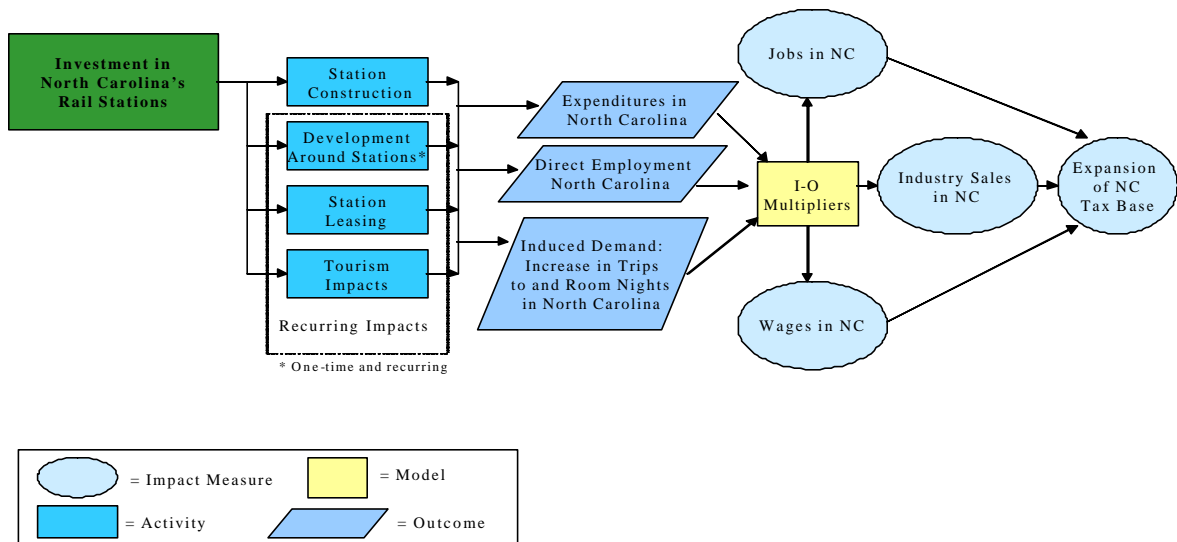 Investment in
North Carolina's
Rail Stations
Station
Construction
Development
Around Stations*
Station
Leasing
Tourism
Impacts
Recurring Impacts
* One-time and recurring
Expenditures in
North Carolina
Direct Employment
North Carolina
Induced Demand:
Increase in Trips
to and Room Nights
in North Carolina
I-O
Multipliers
Jobs in NC
Industry Sales
in NC
Wages in NC
Expansion
of NC
Tax Base
= Impact Measure
= Model
= Activity
= Outcome